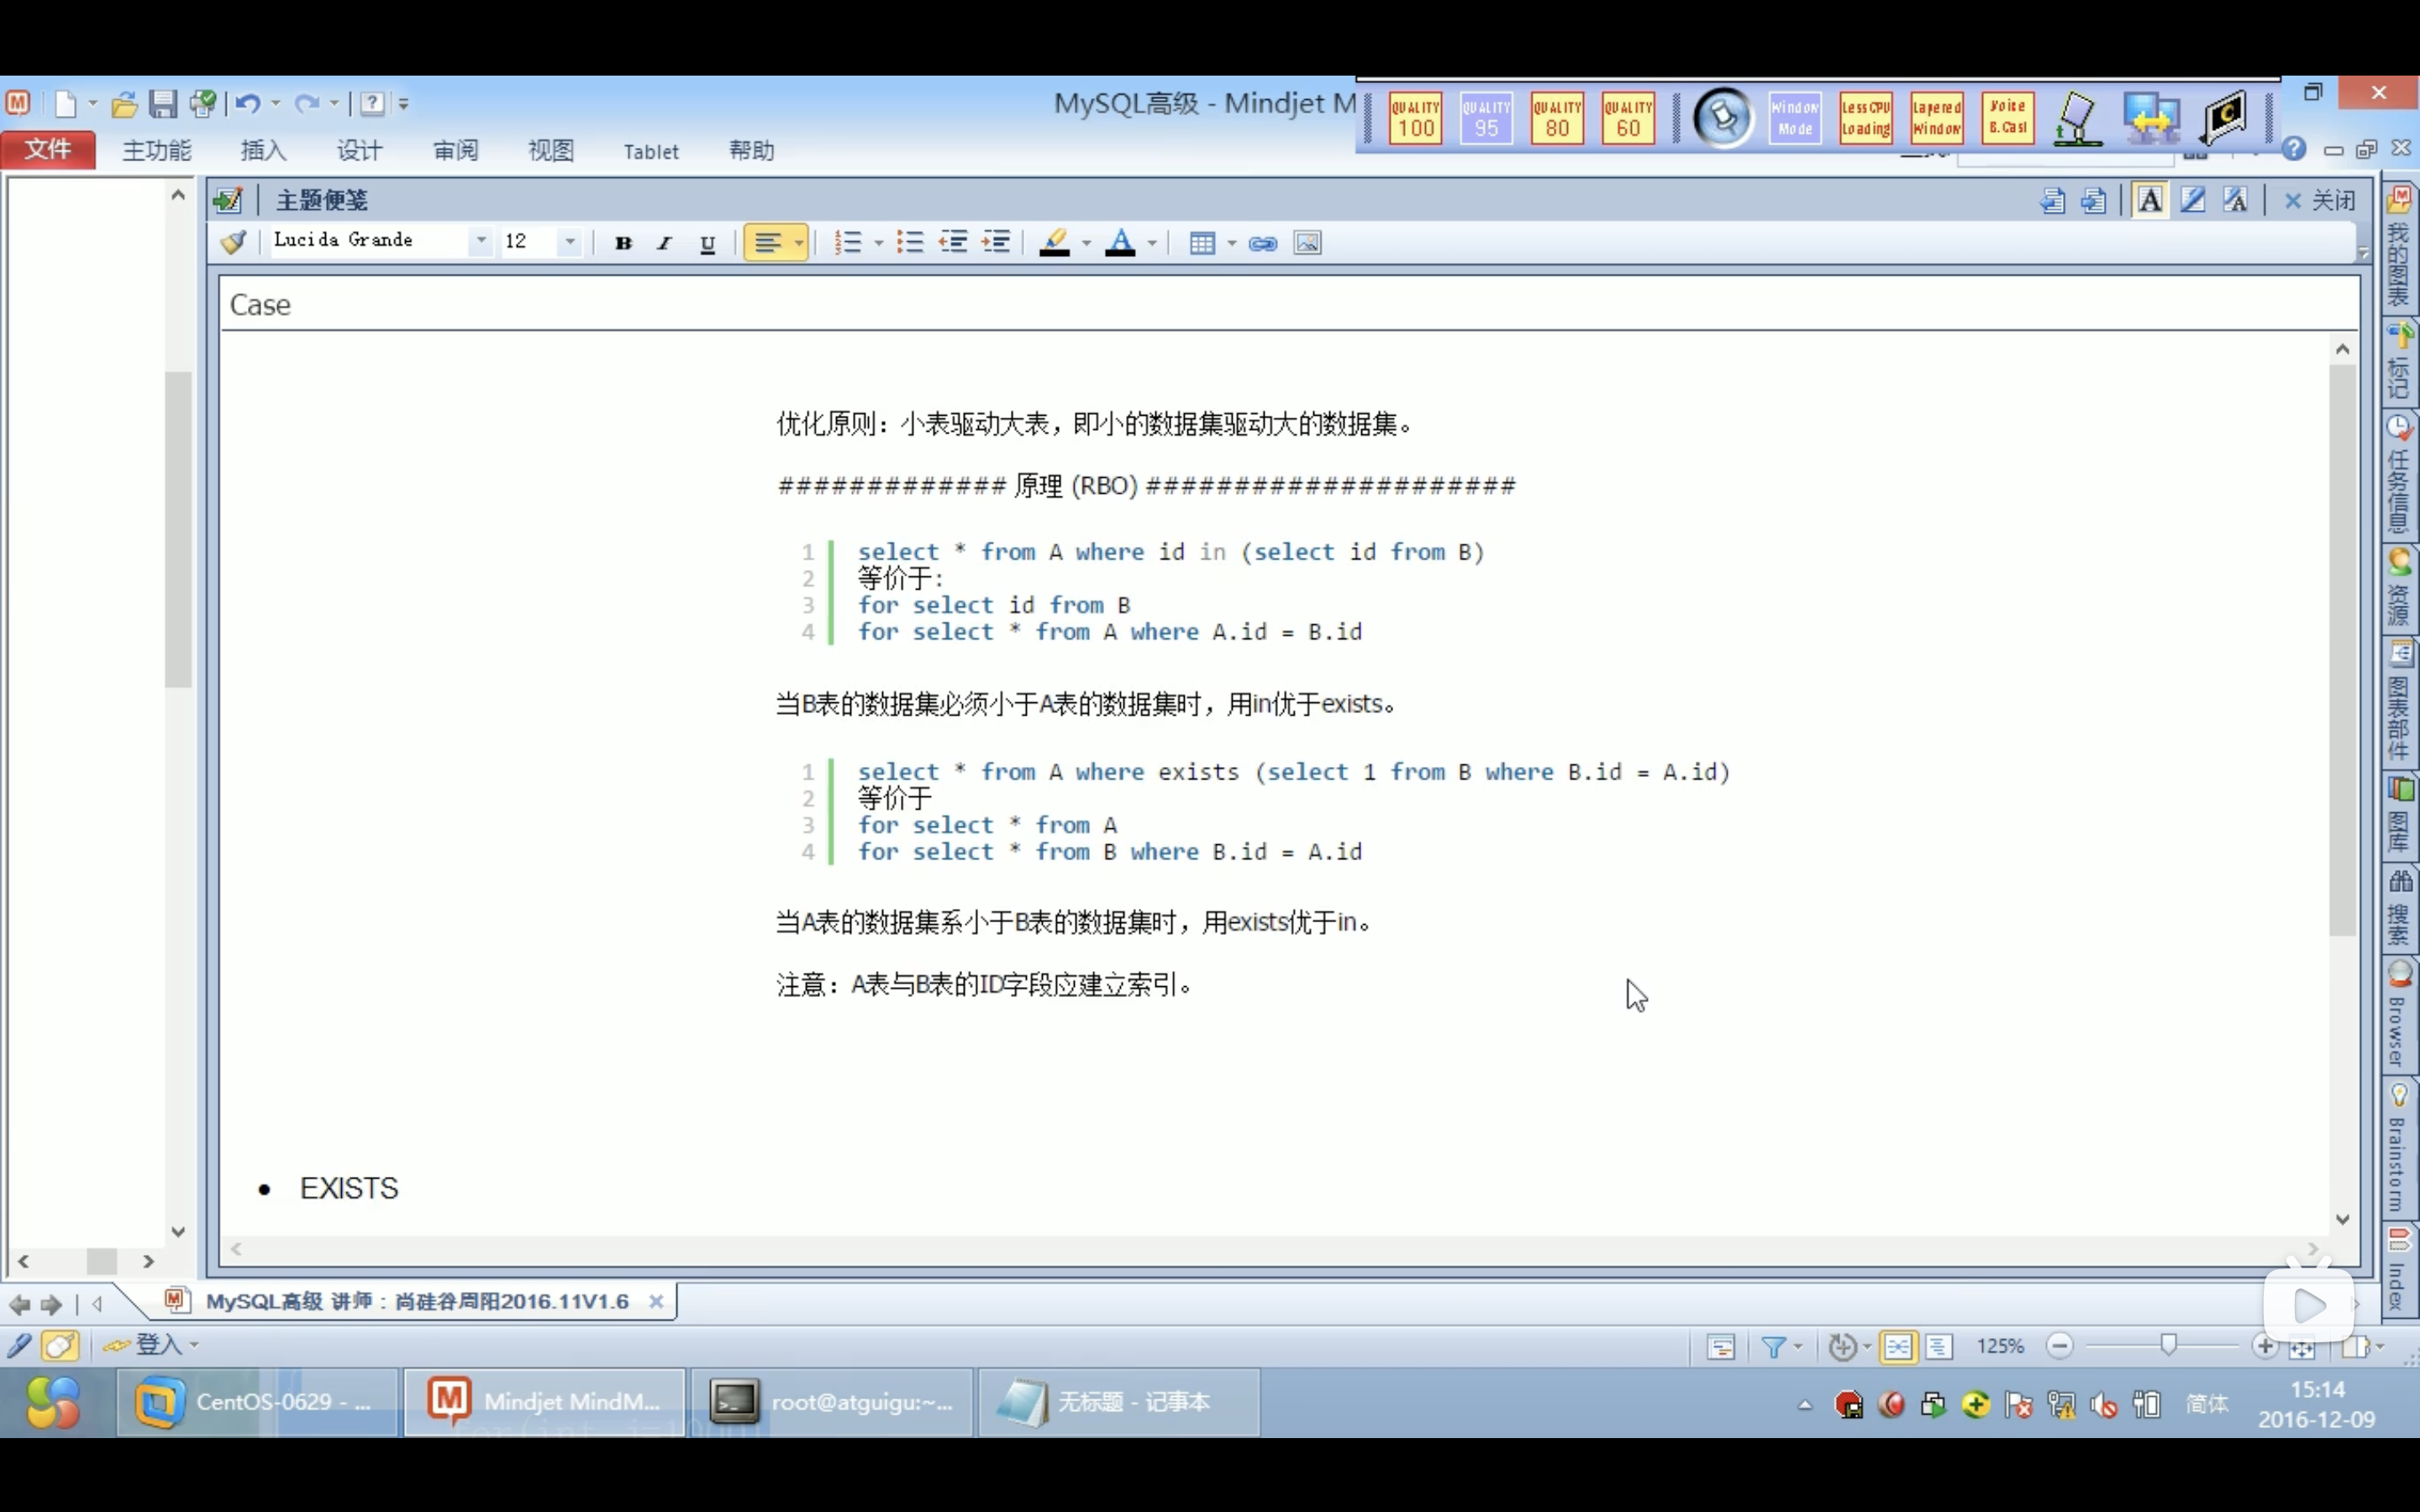 MySQL高级 - Mindjet M
QUALITY 100
QUALITY 95
QUALITY 80
QUALITY 60
Window Mode
Less CPU Loading
Layered Window
Voice B.Cast
文件 主功能 插入 设计 审阅 视图 Tablet 帮助
主题便笺
关闭
Lucida Grande 12 B I U
Case
优化原则：小表驱动大表，即小的数据集驱动大的数据集。
############# 原理 (RBO) #####################
1 select * from A where id in (select id from B)
2 等价于:
3 for select id from B
4 for select * from A where A.id = B.id
当B表的数据集必须小于A表的数据集时，用in优于exists。
1 select * from A where exists (select 1 from B where B.id = A.id)
2 等价于
3 for select * from A
4 for select * from B where B.id = A.id
当A表的数据集系小于B表的数据集时，用exists优于in。
注意：A表与B表的ID字段应建立索引。
• EXISTS
我的图表
标记
任务信息
资源
图表部件
图库
搜索
Browser
Brainstorm
Index
MySQL高级 讲师：尚硅谷周阳2016.11V1.6
登入
125%
CentOS-0629 - ...
Mindjet MindM...
root@atguigu:~...
无标题 - 记事本
简体
15:14
2016-12-09